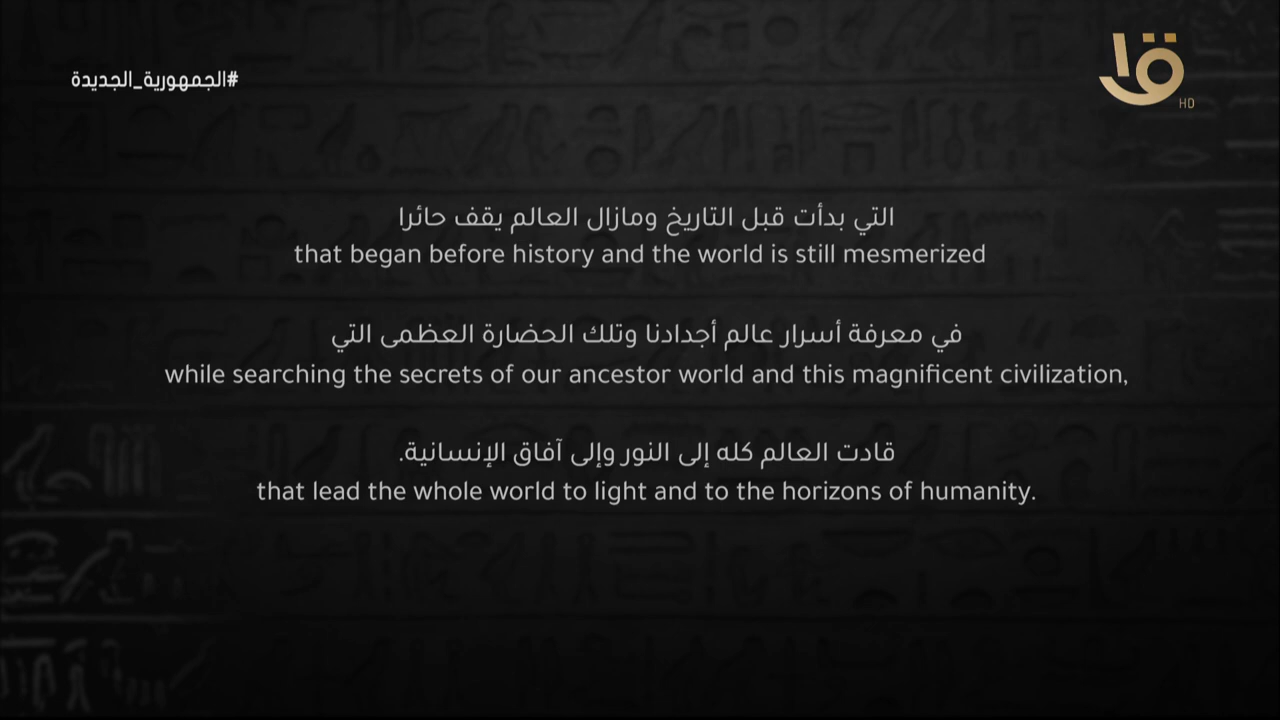 #الجمهورية_الجديدة
HD
التي بدأت قبل التاريخ ومازال العالم يقف حائرا
that began before history and the world is still mesmerized
في معرفة أسرار عالم أجدادنا وتلك الحضارة العظمى التي
while searching the secrets of our ancestor world and this magnificent civilization,
قادت العالم كله إلى النور وإلى آفاق الإنسانية.
that lead the whole world to light and to the horizons of humanity.